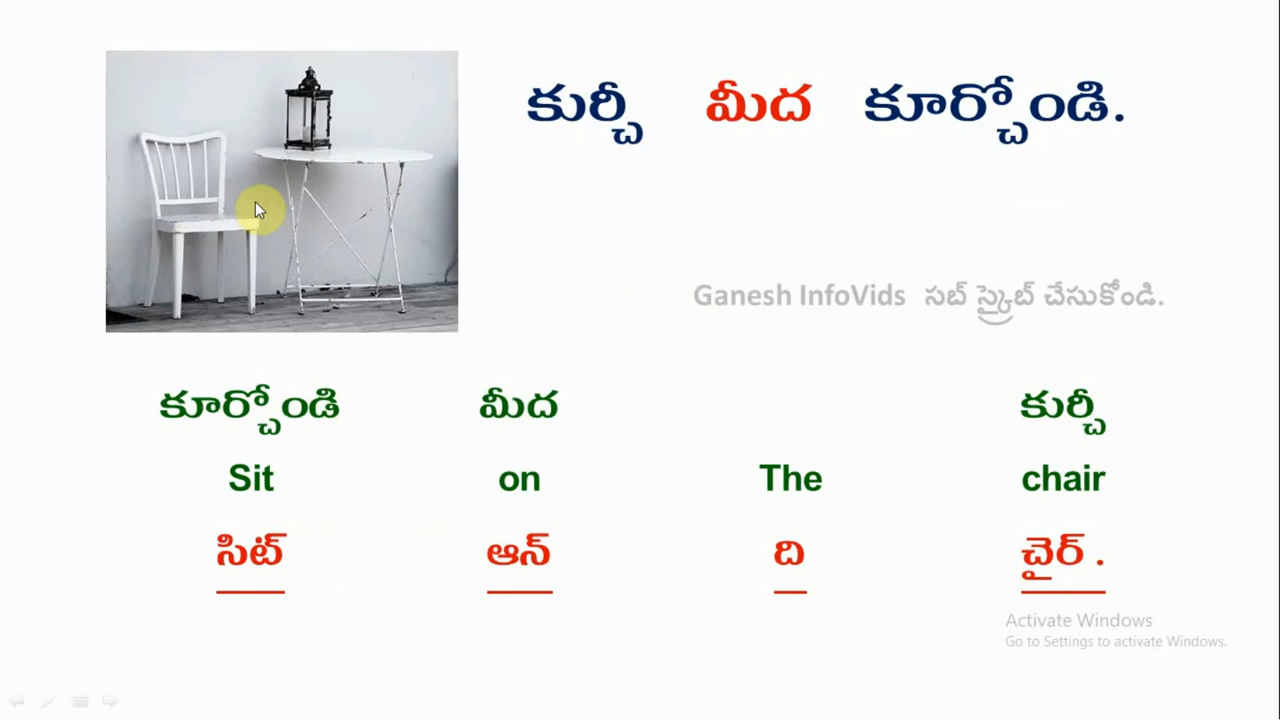 కుర్చీ మీద కూర్చోండి.
Ganesh InfoVids సబ్ స్క్రైబ్ చేసుకోండి.
కూర్చోండి మీద కుర్చీ
Sit on The chair
సిట్ ఆన్ ది చైర్ .
Activate Windows
Go to Settings to activate Windows.